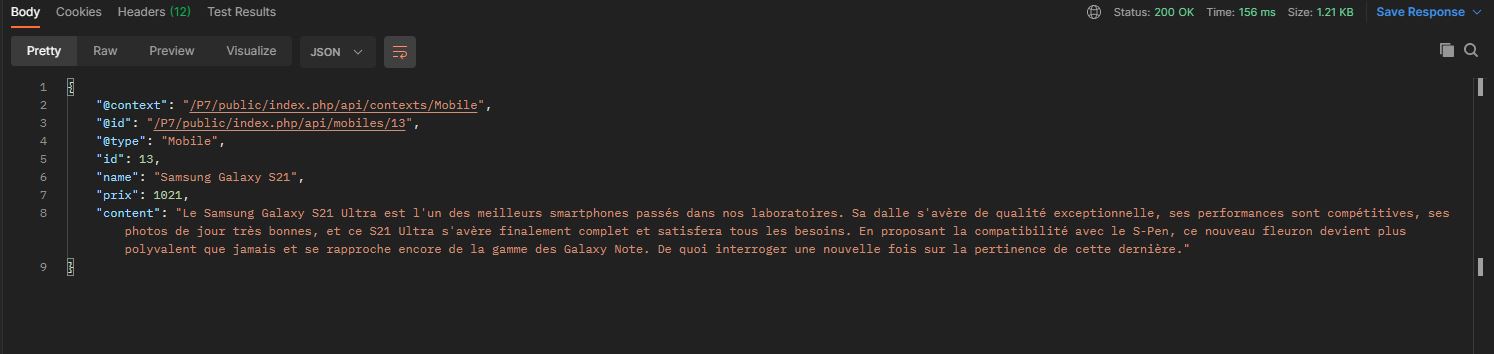 Body Cookies Headers (12) Test Results Status: 200 OK Time: 156 ms Size: 1.21 KB Save Response
Pretty Raw Preview Visualize JSON
1 {
2 "@context": "/P7/public/index.php/api/contexts/Mobile",
3 "@id": "/P7/public/index.php/api/mobiles/13",
4 "@type": "Mobile",
5 "id": 13,
6 "name": "Samsung Galaxy S21",
7 "prix": 1021,
8 "content": "Le Samsung Galaxy S21 Ultra est l'un des meilleurs smartphones passés dans nos laboratoires. Sa dalle s'avère de qualité exceptionnelle, ses performances sont compétitives, ses
photos de jour très bonnes, et ce S21 Ultra s'avère finalement complet et satisfera tous les besoins. En proposant la compatibilité avec le S-Pen, ce nouveau fleuron devient plus
polyvalent que jamais et se rapproche encore de la gamme des Galaxy Note. De quoi interroger une nouvelle fois sur la pertinence de cette dernière."
9 }